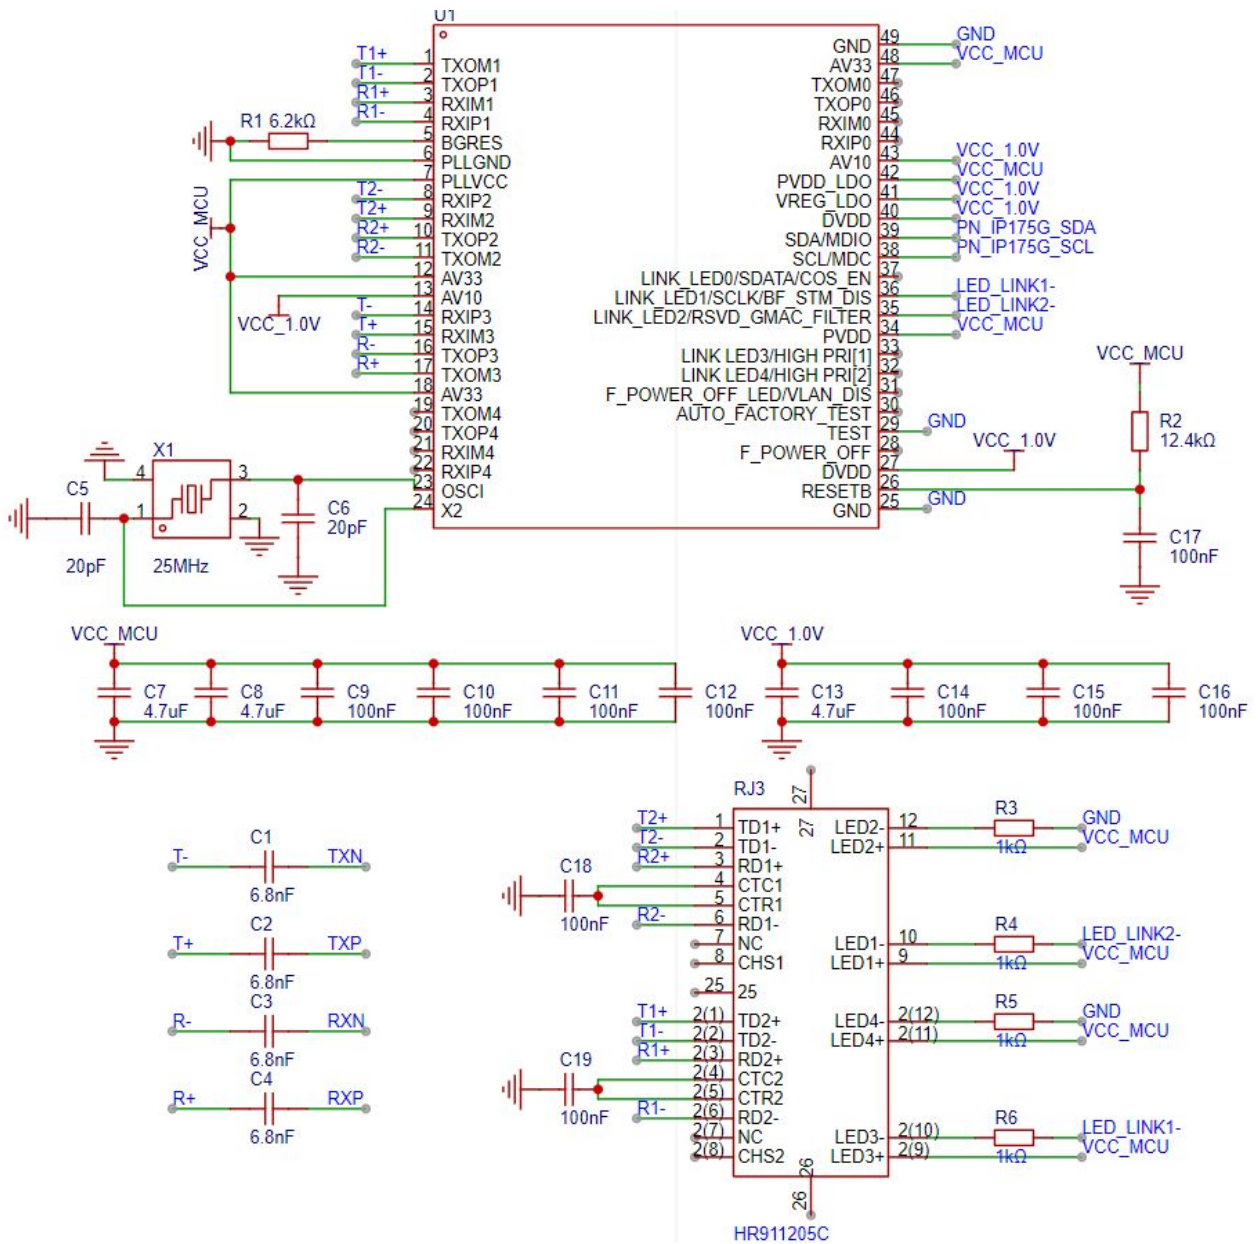 U1
T1+ 1 TXOM1
T1- 2 TXOP1
R1+ 3 RXIM1
R1- 4 RXIP1
R1 6.2kΩ 5 BGRES
6 PLLGND
7 PLLVCC
T2- 8 RXIP2
T2+ 9 RXIM2
R2+ 10 TXOP2
R2- 11 TXOM2
VCC_MCU
12 AV33
13 AV10
VCC_1.0V
T- 14 RXIP3
T+ 15 RXIM3
R- 16 TXOP3
R+ 17 TXOM3
18 AV33
19 TXOM4
20 TXOP4
21 RXIM4
22 RXIP4
23 OSCI
24 X2
GND 49 GND
AV33 48 VCC_MCU
TXOM0 47
TXOP0 46
RXIM0 45
RXIP0 44
AV10 43 VCC_1.0V
PVDD_LDO 42 VCC_MCU
VREG_LDO 41 VCC_1.0V
DVDD 40 VCC_1.0V
SDA/MDIO 39 PN_IP175G_SDA
SCL/MDC 38 PN_IP175G_SCL
LINK_LED0/SDATA/COS_EN 37
LINK_LED1/SCLK/BF_STM_DIS 36 LED_LINK1-
LINK_LED2/RSVD_GMAC_FILTER 35 LED_LINK2-
PVDD 34 VCC_MCU
LINK LED3/HIGH PRI[1] 33
LINK LED4/HIGH PRI[2] 32
F_POWER_OFF_LED/VLAN_DIS 31
AUTO_FACTORY_TEST 30
TEST 29 GND
F_POWER_OFF 28
DVDD 27 VCC_1.0V
RESETB 26
GND 25 GND
VCC_MCU
R2
12.4kΩ
C17
100nF
X1
4 3
1 2
25MHz
C5
20pF
C6
20pF
VCC_MCU
C7
4.7uF
C8
4.7uF
C9
100nF
C10
100nF
C11
100nF
C12
100nF
VCC_1.0V
C13
4.7uF
C14
100nF
C15
100nF
C16
100nF
C1
T- TXN
6.8nF
C2
T+ TXP
6.8nF
C3
R- RXN
6.8nF
C4
R+ RXP
6.8nF
RJ3
27
27
T2+ 1 TD1+
T2- 2 TD1-
R2+ 3 RD1+
4 CTC1
5 CTR1
R2- 6 RD1-
7 NC
8 CHS1
25 25
T1+ 2(1) TD2+
T1- 2(2) TD2-
R1+ 2(3) RD2+
2(4) CTC2
2(5) CTR2
R1- 2(6) RD2-
2(7) NC
2(8) CHS2
C18
100nF
C19
100nF
LED2- 12 R3 GND
LED2+ 11 1kΩ VCC_MCU
LED1- 10 R4 LED_LINK2-
LED1+ 9 1kΩ VCC_MCU
LED4- 2(12) R5 GND
LED4+ 2(11) 1kΩ VCC_MCU
LED3- 2(10) R6 LED_LINK1-
LED3+ 2(9) 1kΩ VCC_MCU
26
26
HR911205C